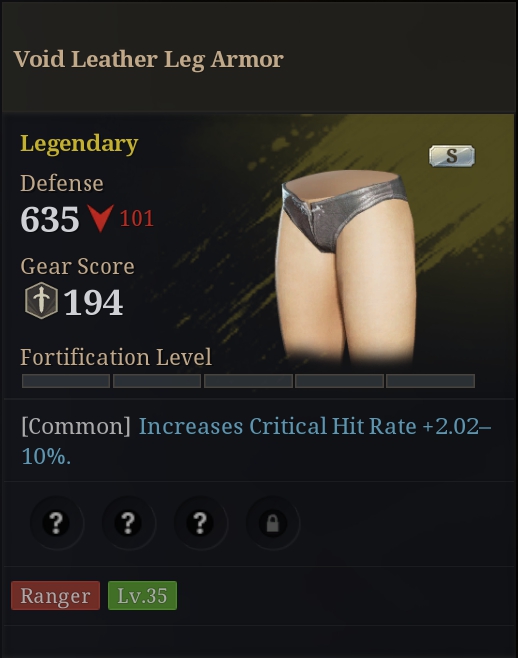 Void Leather Leg Armor
Legendary
S
Defense
635 101
Gear Score
194
Fortification Level
[Common] Increases Critical Hit Rate +2.02–
10%.
? ? ?
Ranger Lv.35